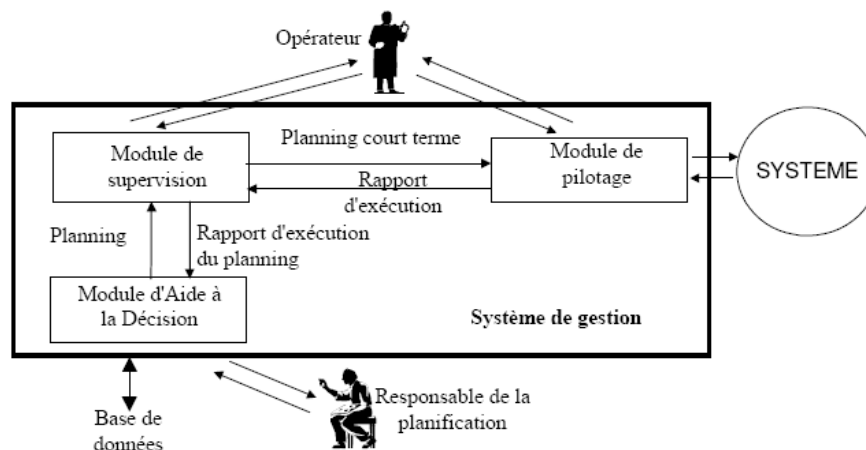 Opérateur
Planning court terme
Module de
supervision
Module de
pilotage
SYSTEME
Rapport
d'exécution
Planning
Rapport d'exécution
du planning
Module d'Aide à
la Décision
Système de gestion
Responsable de la
planification
Base de
données